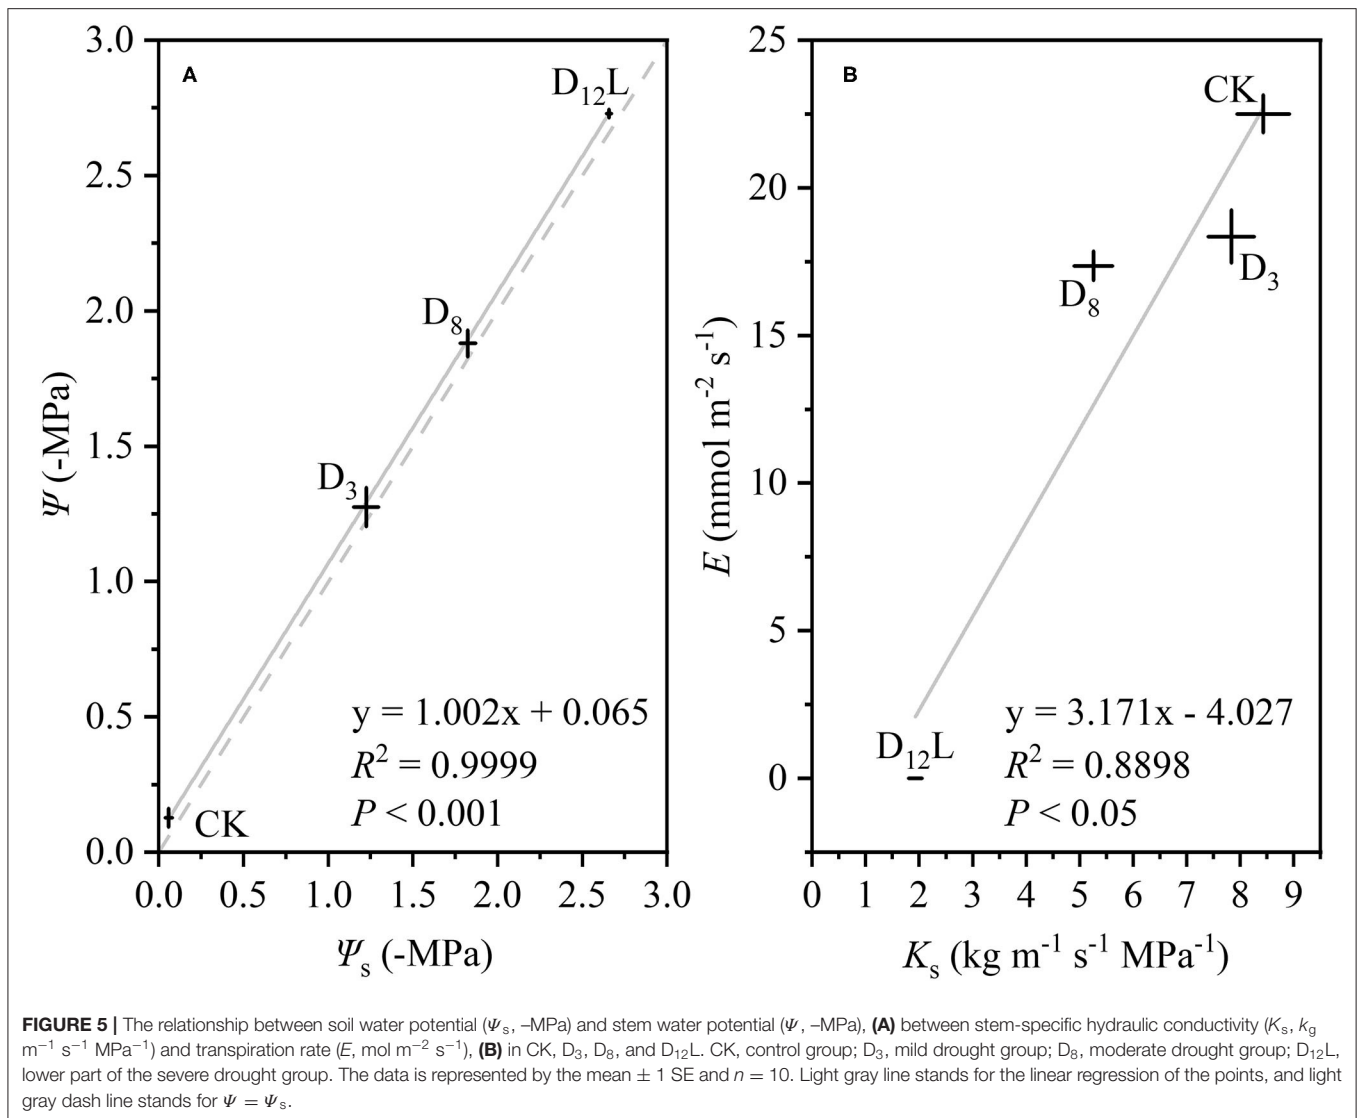 A
3.0
2.5
2.0
1.5
1.0
0.5
0.0
Ψ (-MPa)
D₁₂L
D₈
D₃
CK
y = 1.002x + 0.065
R² = 0.9999
P < 0.001
0.0 0.5 1.0 1.5 2.0 2.5 3.0
Ψₛ (-MPa)
B
25
20
15
10
5
0
E (mmol m⁻² s⁻¹)
CK
D₃
D₈
D₁₂L
y = 3.171x - 4.027
R² = 0.8898
P < 0.05
0 1 2 3 4 5 6 7 8 9
Kₛ (kg m⁻¹ s⁻¹ MPa⁻¹)
FIGURE 5 | The relationship between soil water potential (Ψₛ, –MPa) and stem water potential (Ψ, –MPa), (A) between stem-specific hydraulic conductivity (Kₛ, k₉
m⁻¹ s⁻¹ MPa⁻¹) and transpiration rate (E, mol m⁻² s⁻¹), (B) in CK, D₃, D₈, and D₁₂L. CK, control group; D₃, mild drought group; D₈, moderate drought group; D₁₂L,
lower part of the severe drought group. The data is represented by the mean ± 1 SE and n = 10. Light gray line stands for the linear regression of the points, and light
gray dash line stands for Ψ = Ψₛ.